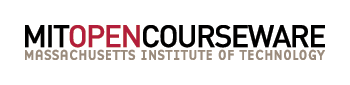 MITOPENCOURSEWARE
MASSACHUSETTS INSTITUTE OF TECHNOLOGY